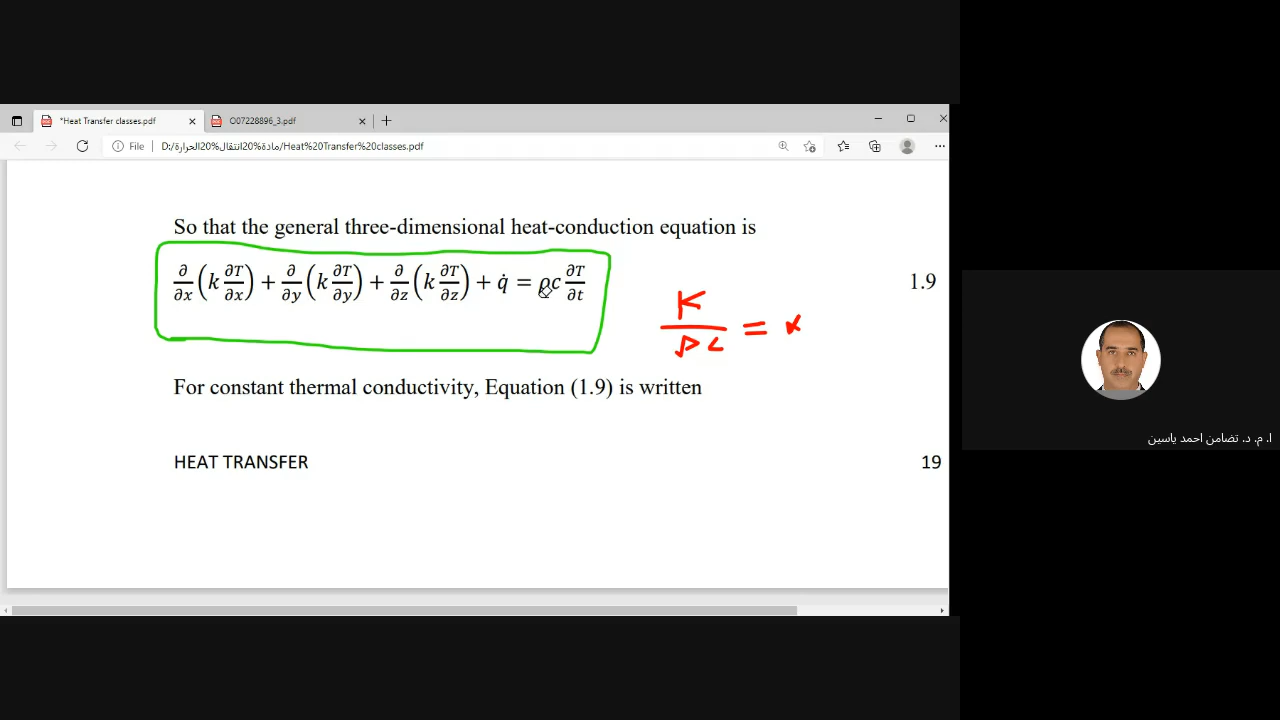 *Heat Transfer classes.pdf
O07228896_3.pdf
File D:/مادة%20انتقال%20الحرارة/Heat%20Transfer%20classes.pdf
So that the general three-dimensional heat-conduction equation is
∂/∂x (k ∂T/∂x) + ∂/∂y (k ∂T/∂y) + ∂/∂z (k ∂T/∂z) + q̇ = ρc ∂T/∂t 1.9
K/ρc = α
For constant thermal conductivity, Equation (1.9) is written
HEAT TRANSFER 19
ا. م. د. تضامن احمد ياسين